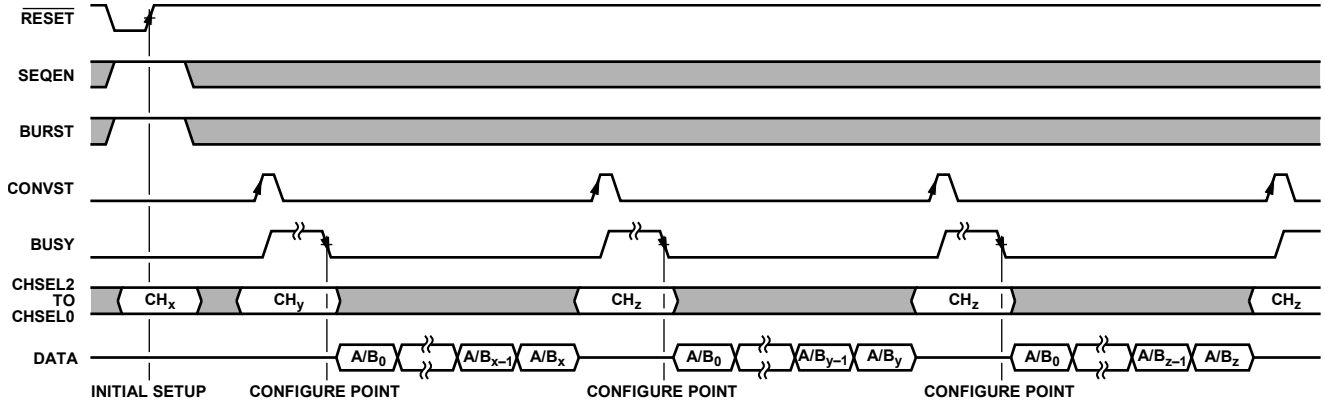 RESET
SEQEN
BURST
CONVST
BUSY
CHSEL2
TO
CHSEL0
CHx CHy CHz CHz CHz
DATA
A/B0 A/Bx–1 A/Bx A/B0 A/By–1 A/By A/B0 A/Bz–1 A/Bz
INITIAL SETUP CONFIGURE POINT CONFIGURE POINT CONFIGURE POINT